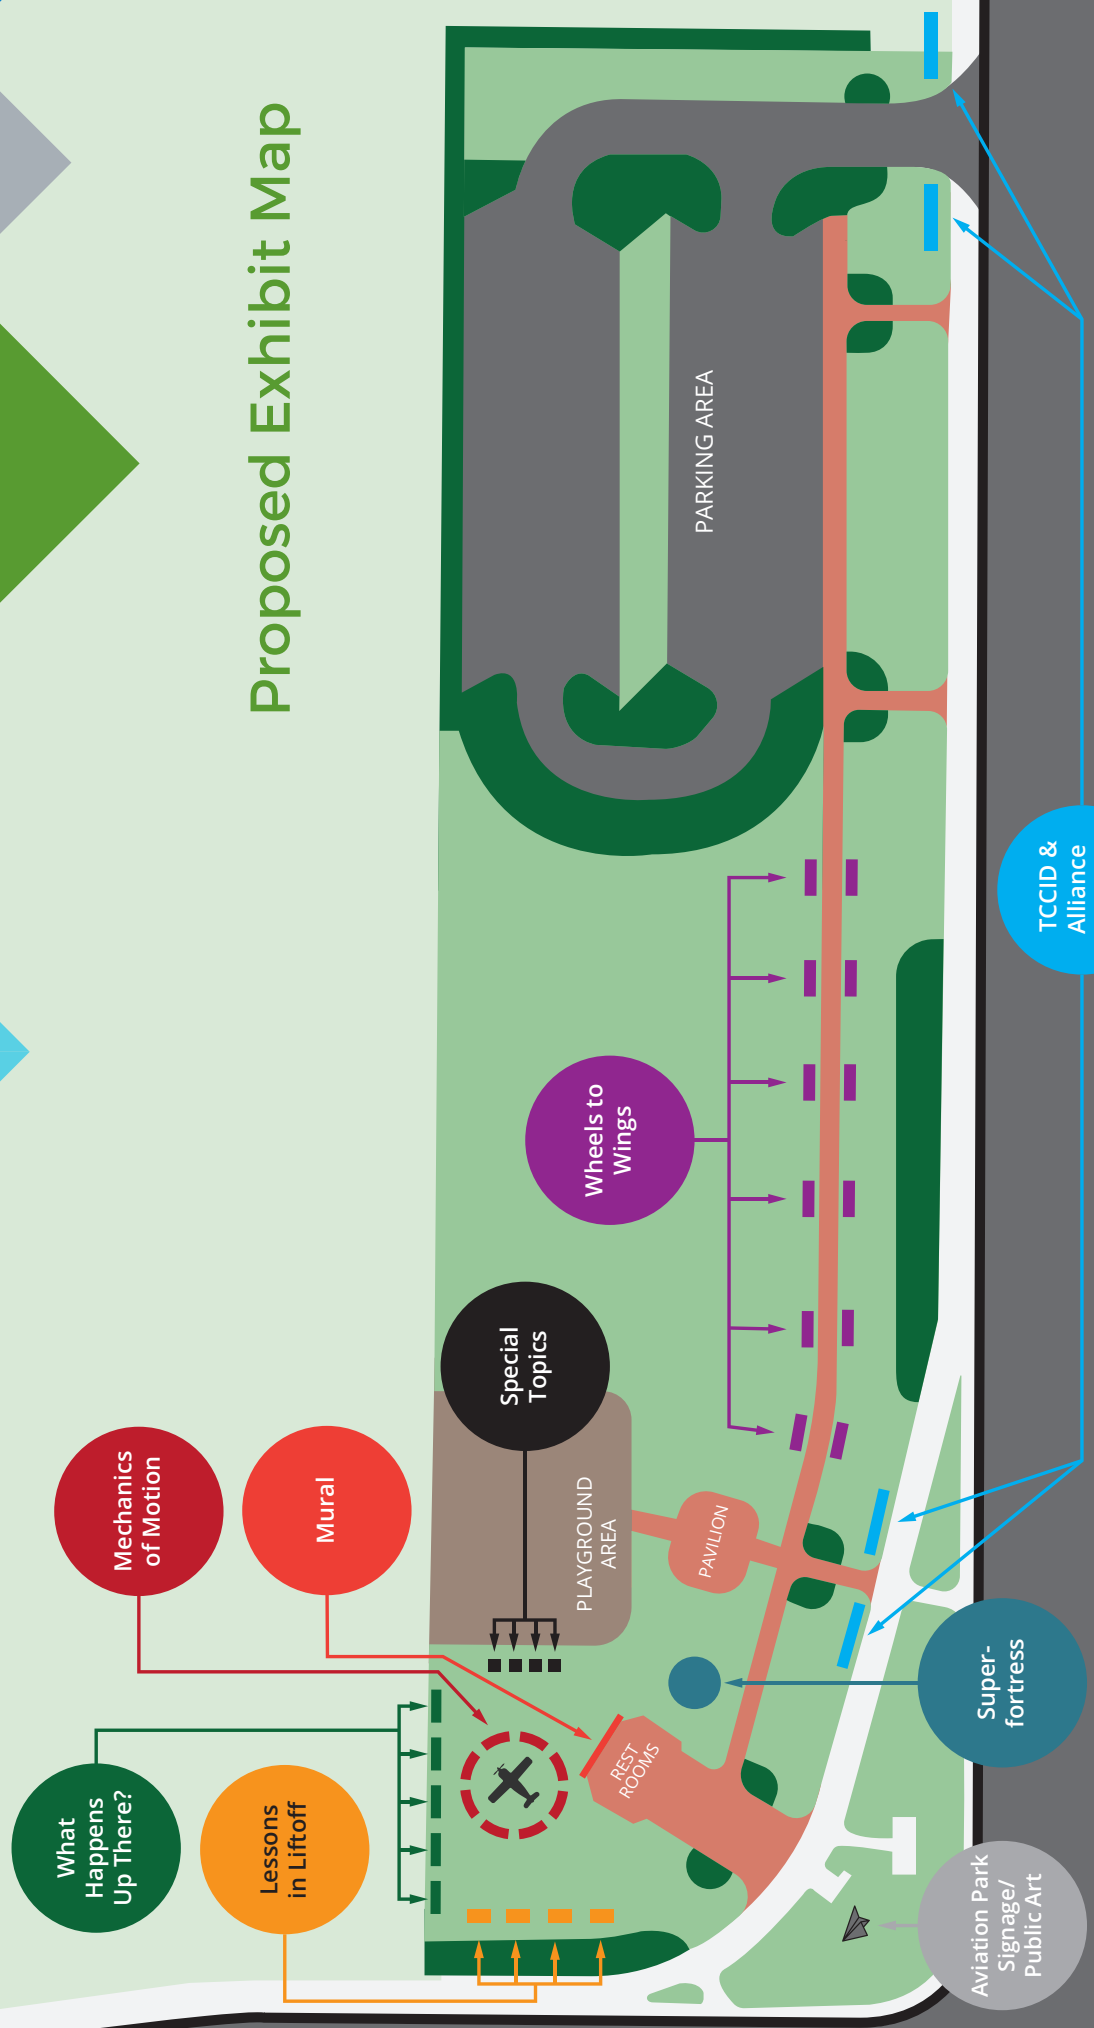 Proposed Exhibit Map
What
Happens
Up There?
Lessons
in Liftoff
Mechanics
of Motion
Mural
Special
Topics
PLAYGROUND
AREA
Wheels to
Wings
PARKING AREA
REST
ROOMS
PAVILION
Aviation Park
Signage/
Public Art
Super-
fortress
TCCID &
Alliance